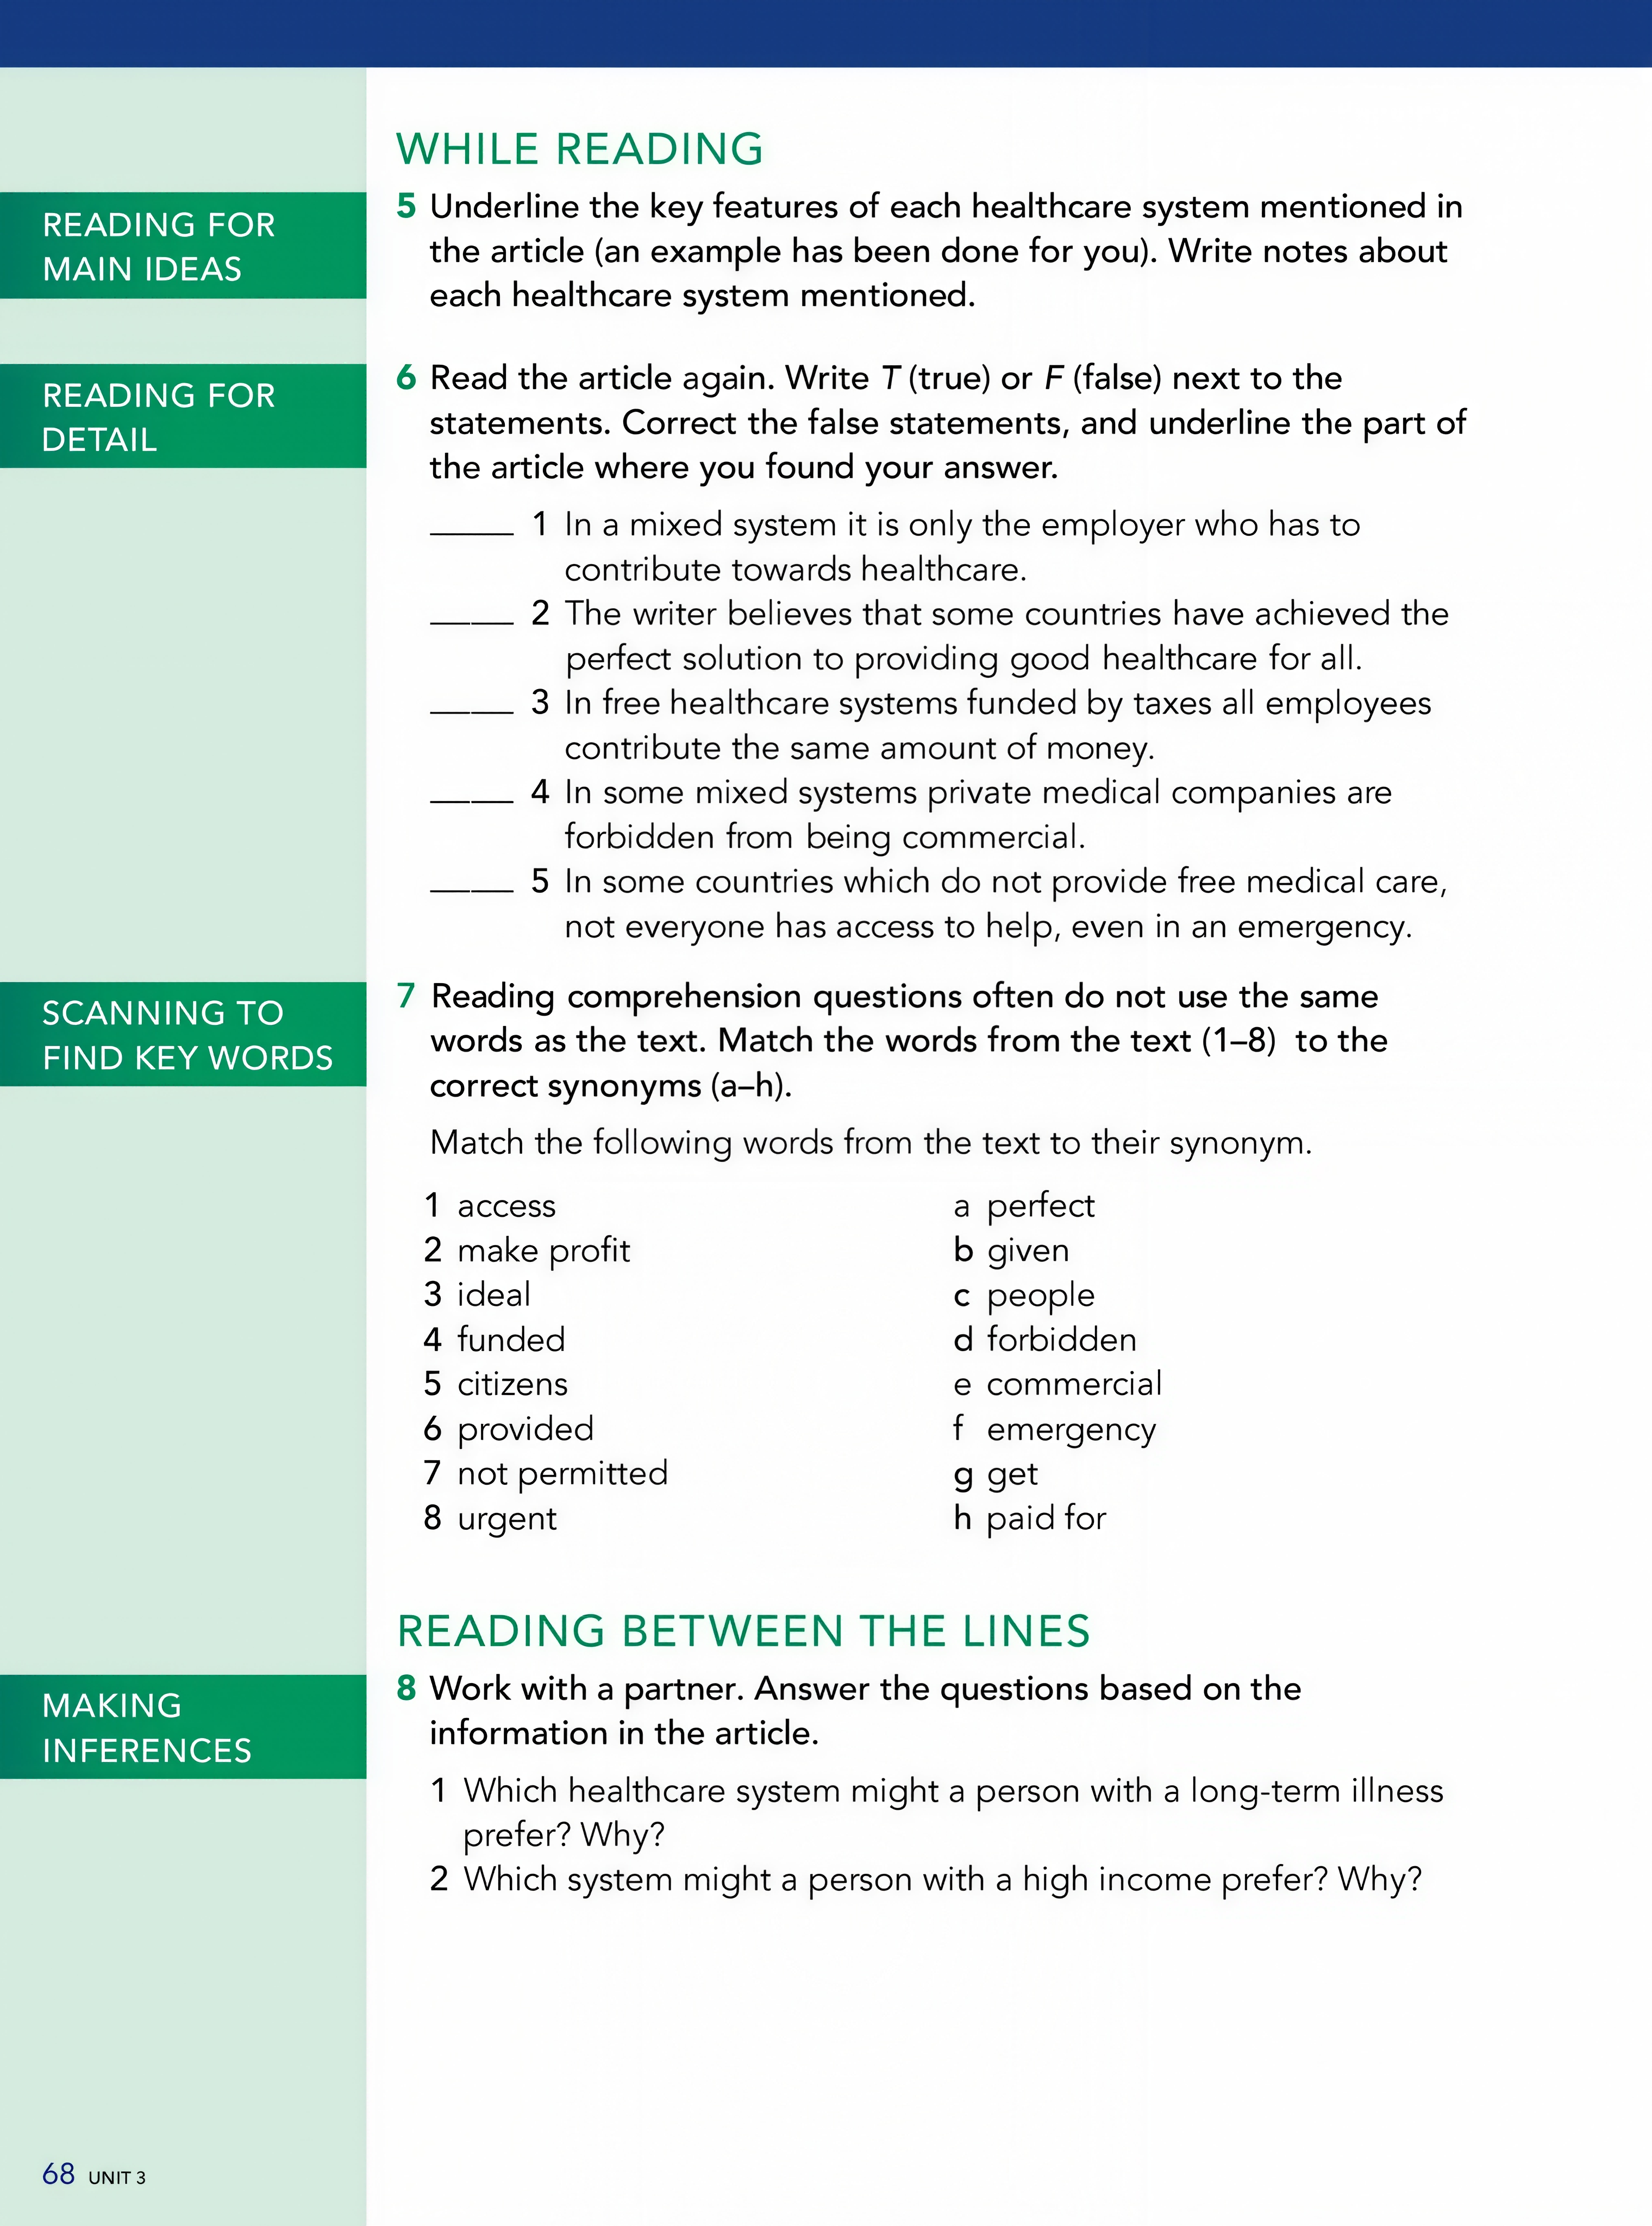 WHILE READING
READING FOR
MAIN IDEAS
5 Underline the key features of each healthcare system mentioned in
the article (an example has been done for you). Write notes about
each healthcare system mentioned.
READING FOR
DETAIL
6 Read the article again. Write T (true) or F (false) next to the
statements. Correct the false statements, and underline the part of
the article where you found your answer.
_____ 1 In a mixed system it is only the employer who has to
contribute towards healthcare.
_____ 2 The writer believes that some countries have achieved the
perfect solution to providing good healthcare for all.
_____ 3 In free healthcare systems funded by taxes all employees
contribute the same amount of money.
_____ 4 In some mixed systems private medical companies are
forbidden from being commercial.
_____ 5 In some countries which do not provide free medical care,
not everyone has access to help, even in an emergency.
SCANNING TO
FIND KEY WORDS
7 Reading comprehension questions often do not use the same
words as the text. Match the words from the text (1–8) to the
correct synonyms (a–h).
Match the following words from the text to their synonym.
1 access
2 make profit
3 ideal
4 funded
5 citizens
6 provided
7 not permitted
8 urgent
a perfect
b given
c people
d forbidden
e commercial
f emergency
g get
h paid for
READING BETWEEN THE LINES
MAKING
INFERENCES
8 Work with a partner. Answer the questions based on the
information in the article.
1 Which healthcare system might a person with a long-term illness
prefer? Why?
2 Which system might a person with a high income prefer? Why?
68 UNIT 3